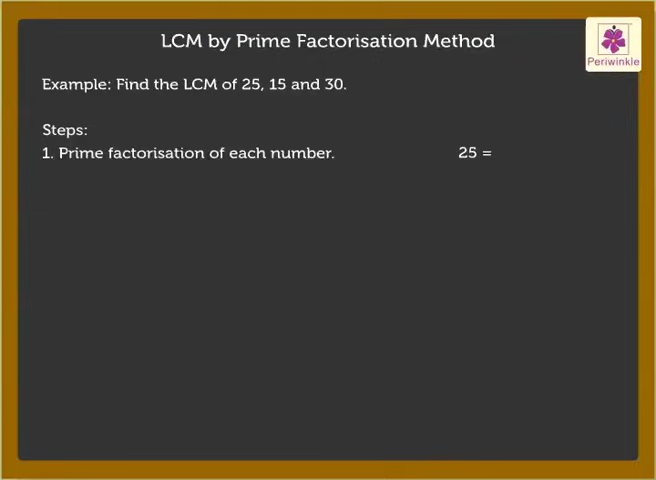 LCM by Prime Factorisation Method
Periwinkle
Example: Find the LCM of 25, 15 and 30.
Steps:
1. Prime factorisation of each number. 25 =